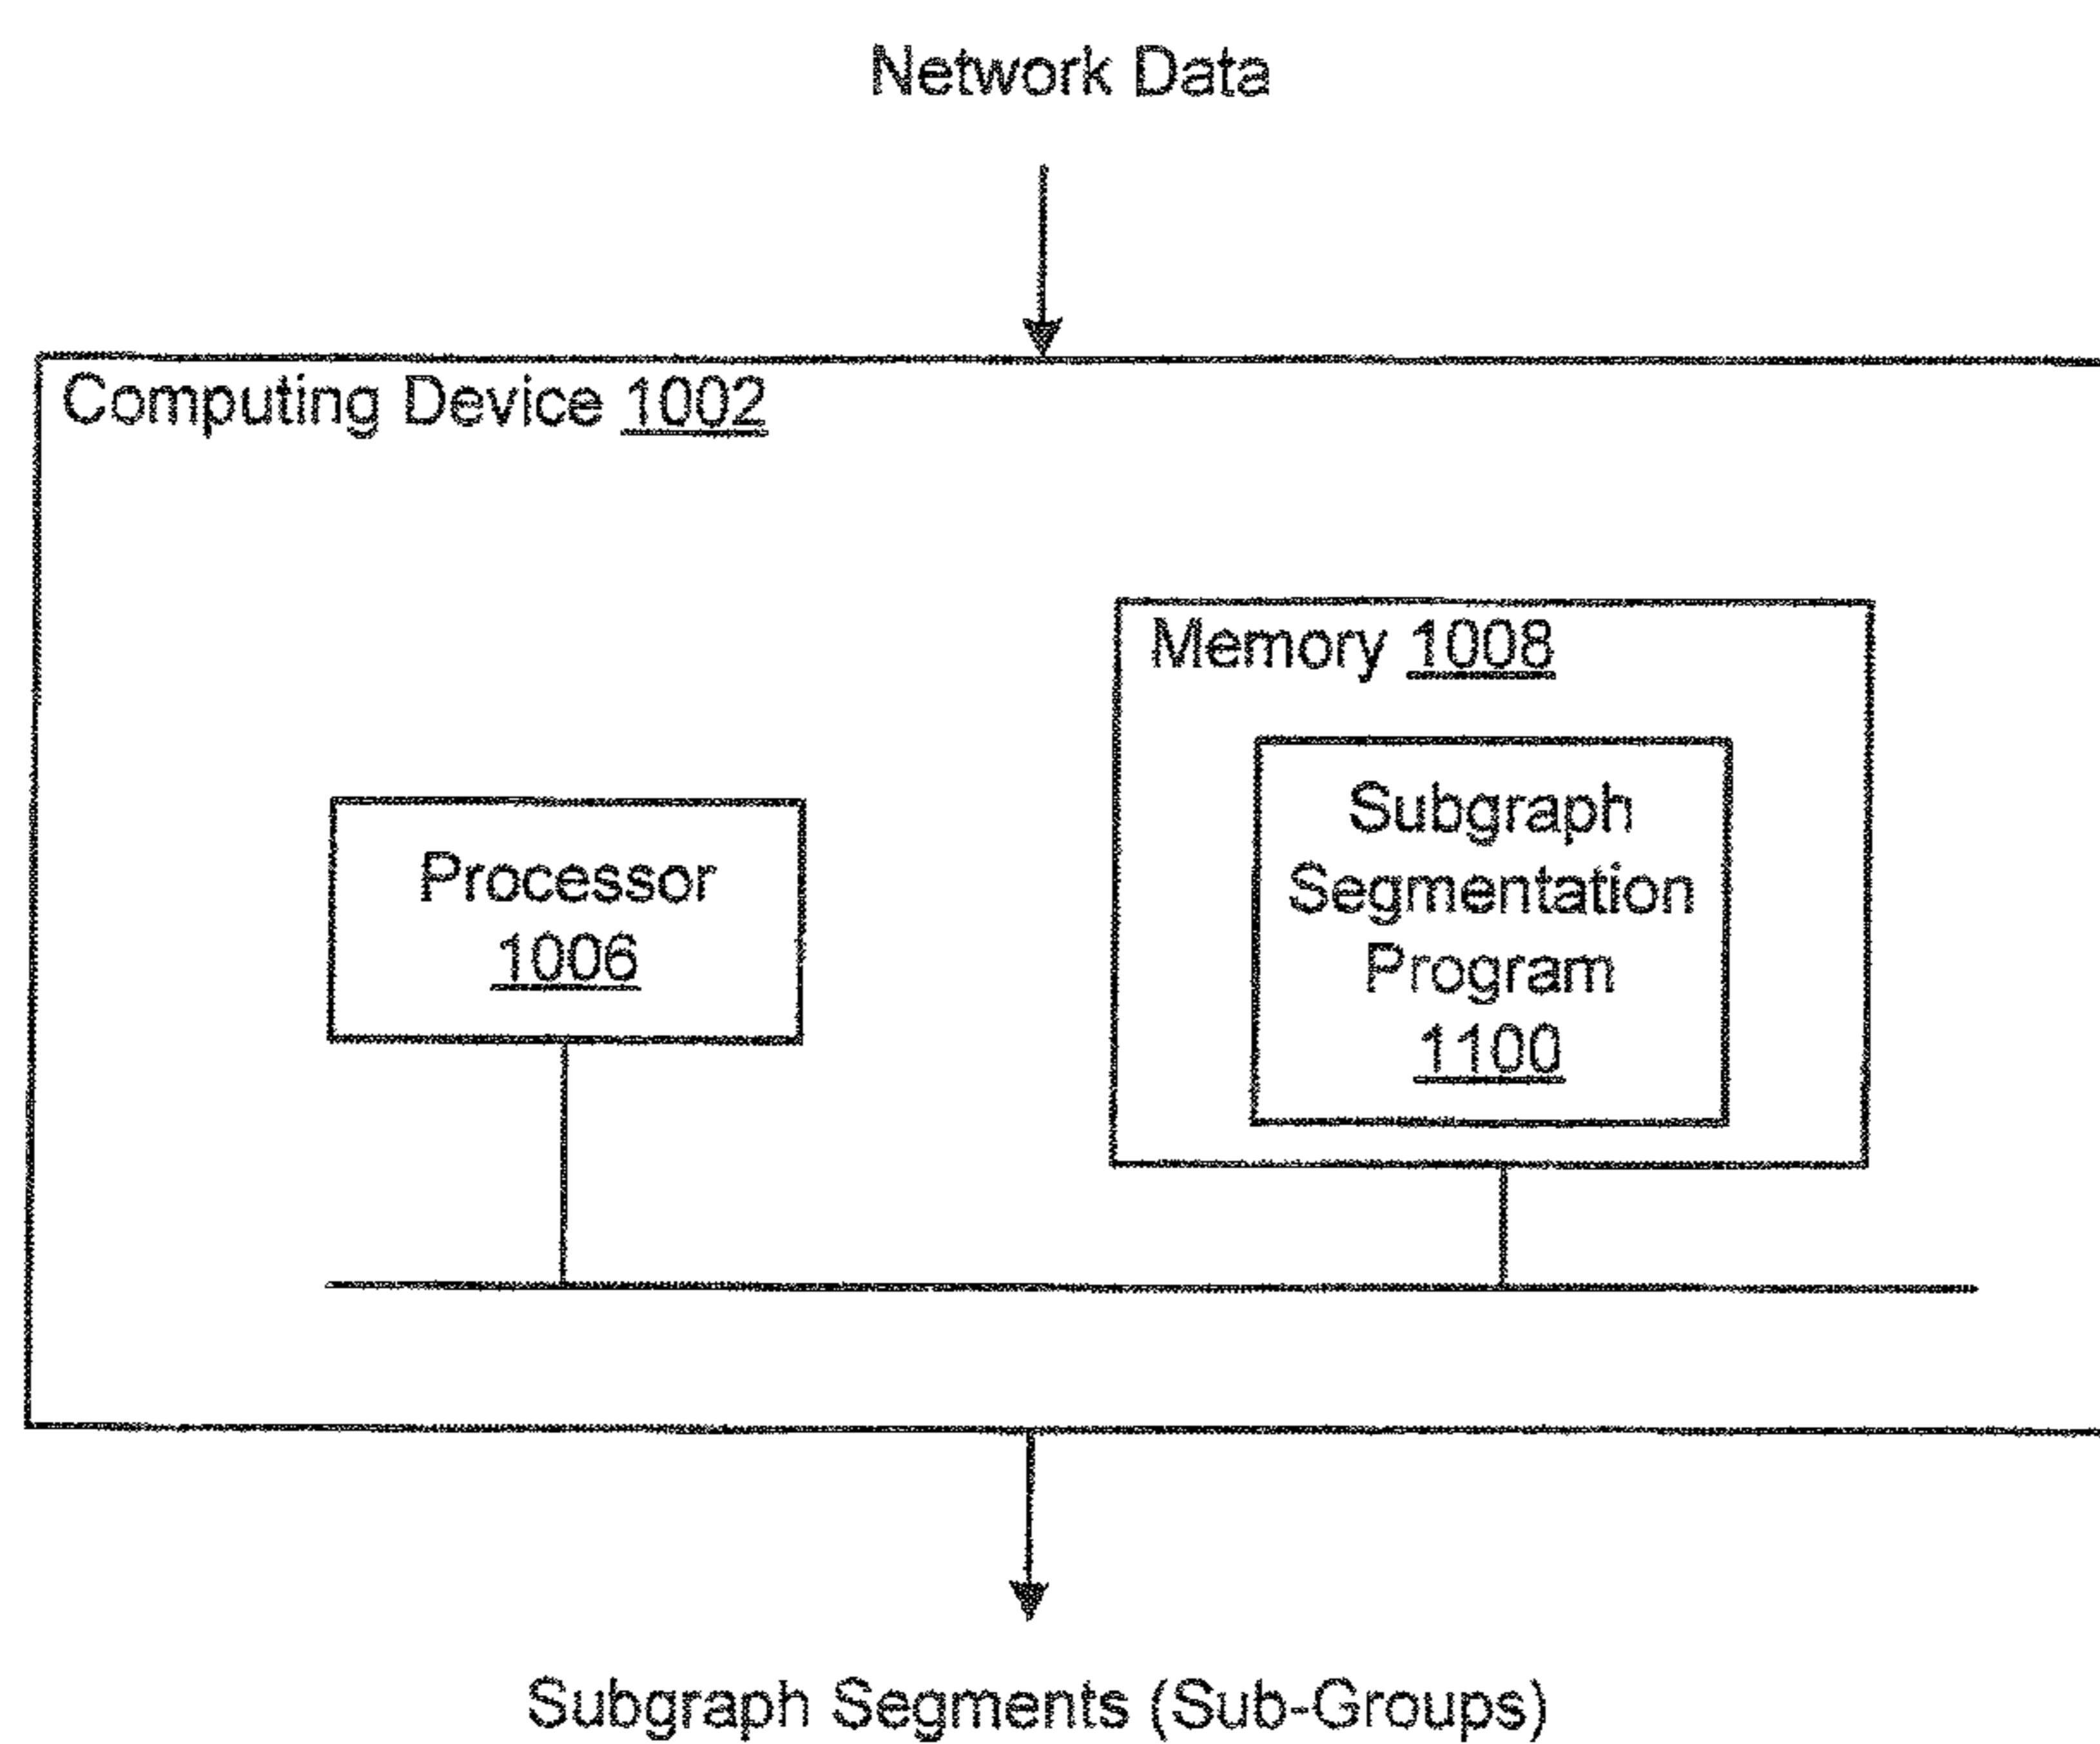 Network Data
Computing Device 1002
Memory 1008
Processor
1006
Subgraph
Segmentation
Program
1100
Subgraph Segments (Sub-Groups)